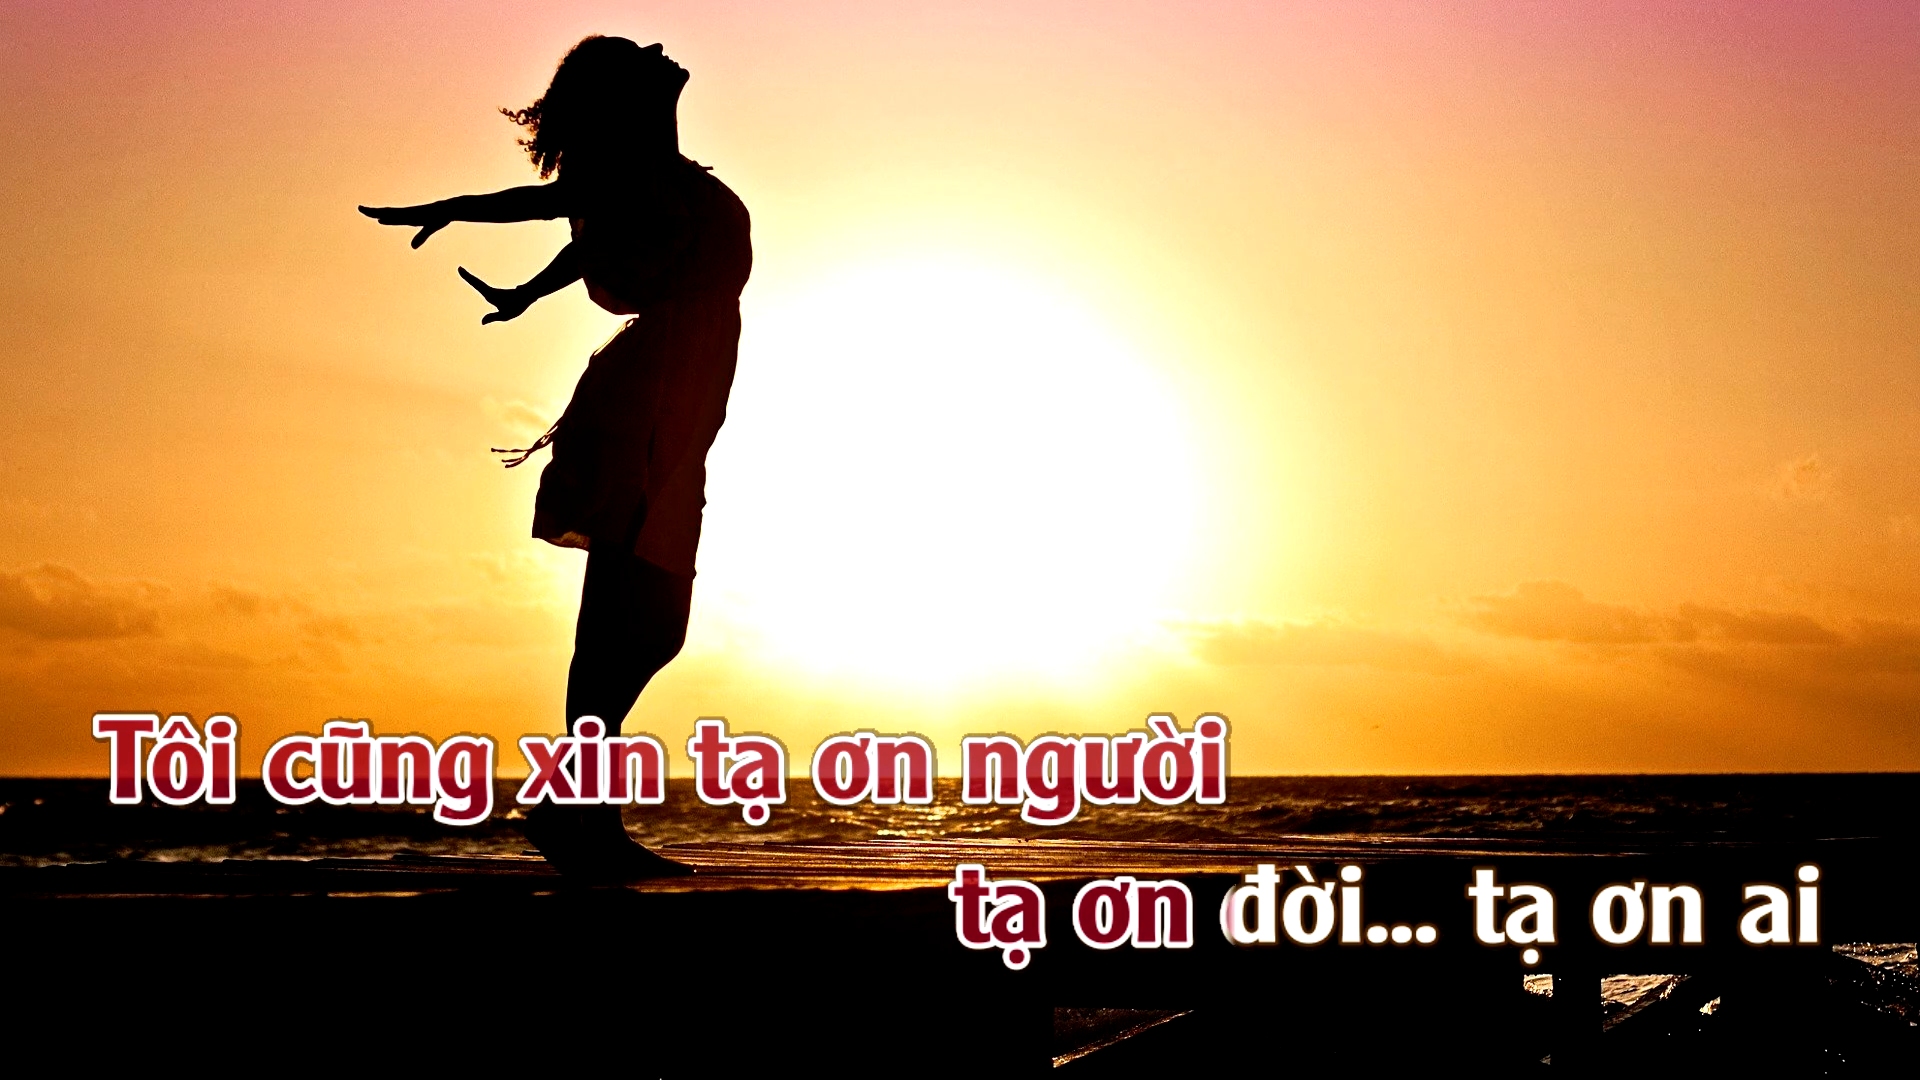 Tôi cũng xin tạ ơn người
tạ ơn đời... tạ ơn ai